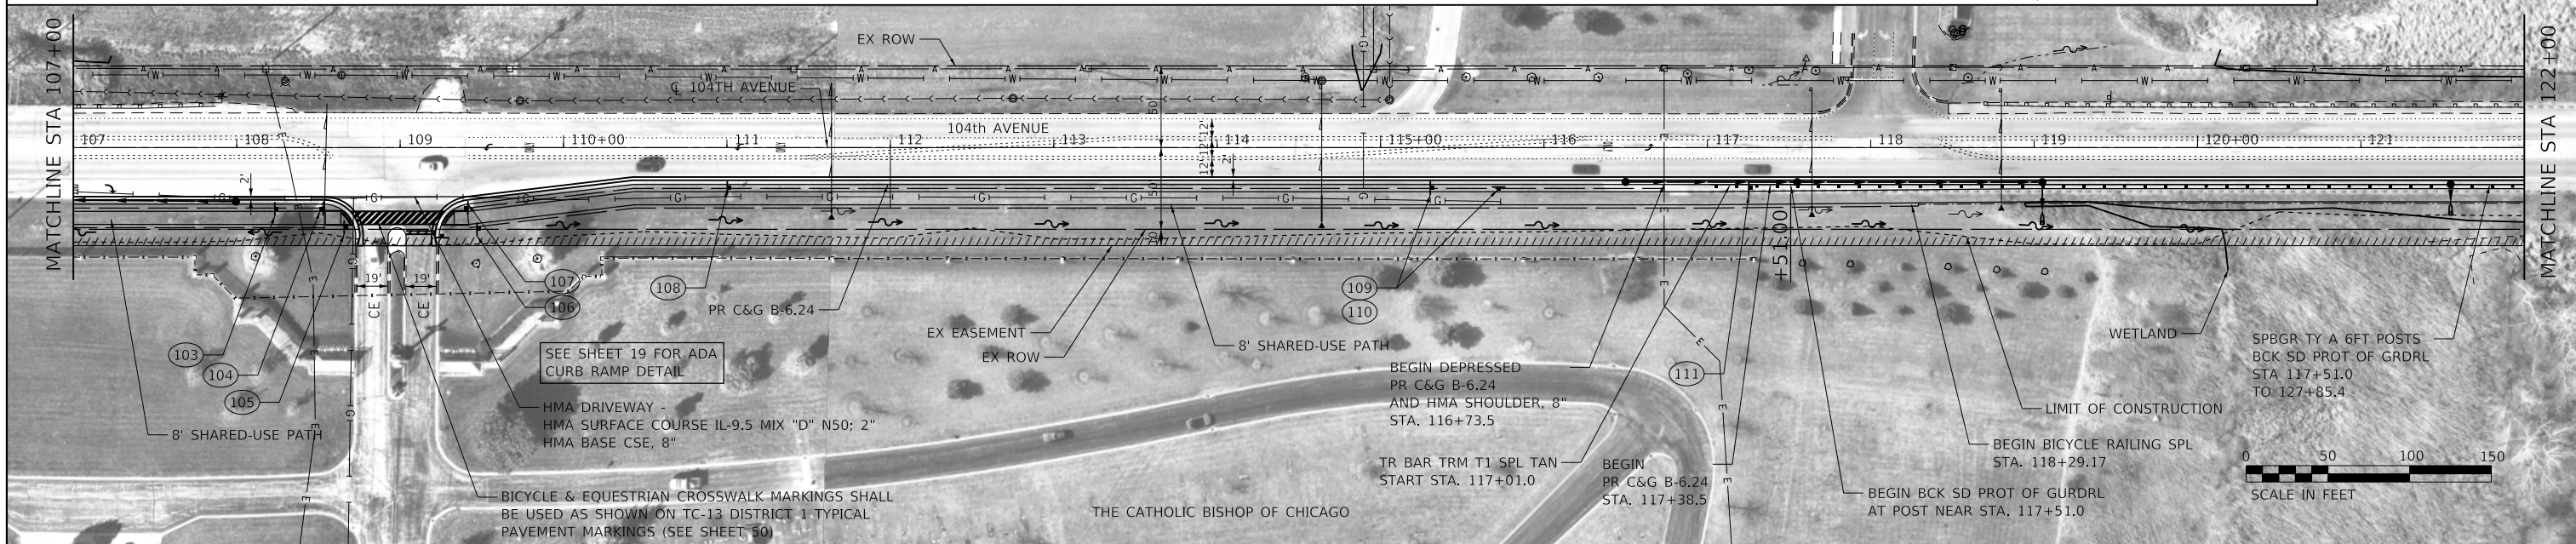 MATCHLINE STA 107+00
EX ROW
℄ 104TH AVENUE
104th AVENUE
107
108
109
110+00
111
112
113
114
115+00
116
117
118
119
120+00
121
2'
12'
12'
12'
2'
50
50
10
ONLY
ONLY
+51.00
19'
19'
CE
CE
103
104
105
106
107
108
109
110
111
8' SHARED-USE PATH
SEE SHEET 19 FOR ADA
CURB RAMP DETAIL
HMA DRIVEWAY -
HMA SURFACE COURSE IL-9.5 MIX "D" N50; 2"
HMA BASE CSE, 8"
BICYCLE & EQUESTRIAN CROSSWALK MARKINGS SHALL
BE USED AS SHOWN ON TC-13 DISTRICT 1 TYPICAL
PAVEMENT MARKINGS (SEE SHEET 50)
PR C&G B-6.24
EX EASEMENT
EX ROW
8' SHARED-USE PATH
THE CATHOLIC BISHOP OF CHICAGO
BEGIN DEPRESSED
PR C&G B-6.24
AND HMA SHOULDER, 8"
STA. 116+73.5
TR BAR TRM T1 SPL TAN
START STA. 117+01.0
BEGIN
PR C&G B-6.24
STA. 117+38.5
BEGIN BCK SD PROT OF GURDRL
AT POST NEAR STA. 117+51.0
BEGIN BICYCLE RAILING SPL
STA. 118+29.17
LIMIT OF CONSTRUCTION
WETLAND
SPBGR TY A 6FT POSTS
BCK SD PROT OF GRDRL
STA 117+51.0
TO 127+85.4
0 50 100 150
SCALE IN FEET
MATCHLINE STA 122+00